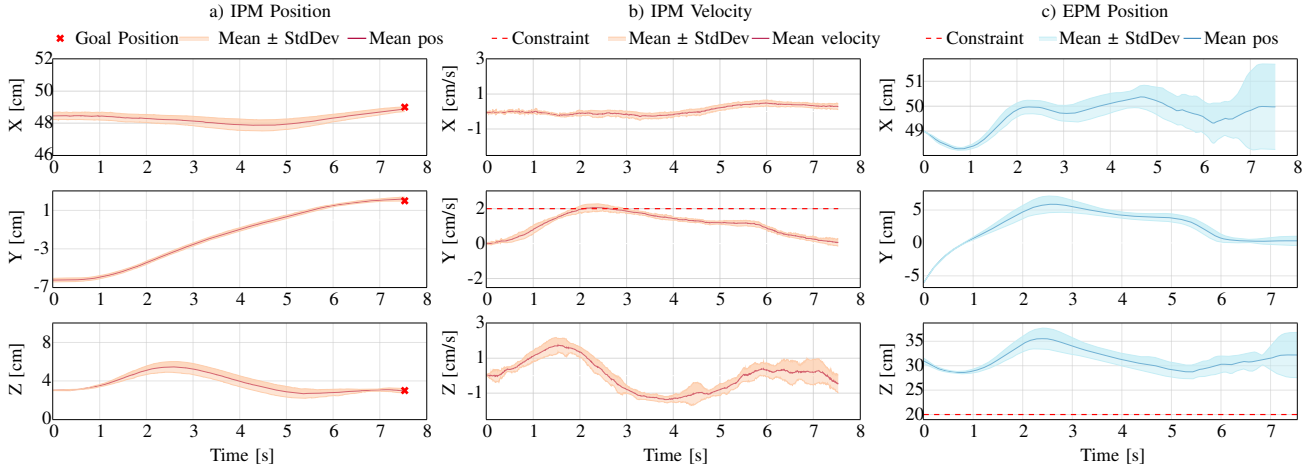 a) IPM Position
b) IPM Velocity
c) EPM Position
Goal Position Mean ± StdDev Mean pos
Constraint Mean ± StdDev Mean velocity
Constraint Mean ± StdDev Mean pos
X [cm]
52
50
48
46
0 1 2 3 4 5 6 7 8
X [cm/s]
3
1
-1
0 1 2 3 4 5 6 7 8
X [cm]
51
50
49
0 1 2 3 4 5 6 7 8
Y [cm]
1
-3
-7
0 1 2 3 4 5 6 7 8
Y [cm/s]
2
0
-2
0 1 2 3 4 5 6 7 8
Y [cm]
5
0
-5
0 1 2 3 4 5 6 7
Z [cm]
8
4
0
0 1 2 3 4 5 6 7 8
Time [s]
Z [cm/s]
3
1
-1
0 1 2 3 4 5 6 7 8
Time [s]
Z [cm]
35
30
25
20
0 1 2 3 4 5 6 7
Time [s]